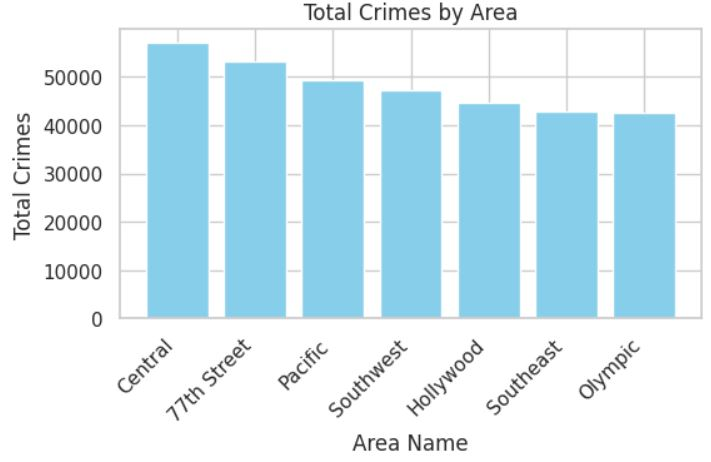 Total Crimes by Area
Total Crimes
50000
40000
30000
20000
10000
0
Central
77th Street
Pacific
Southwest
Hollywood
Southeast
Olympic
Area Name